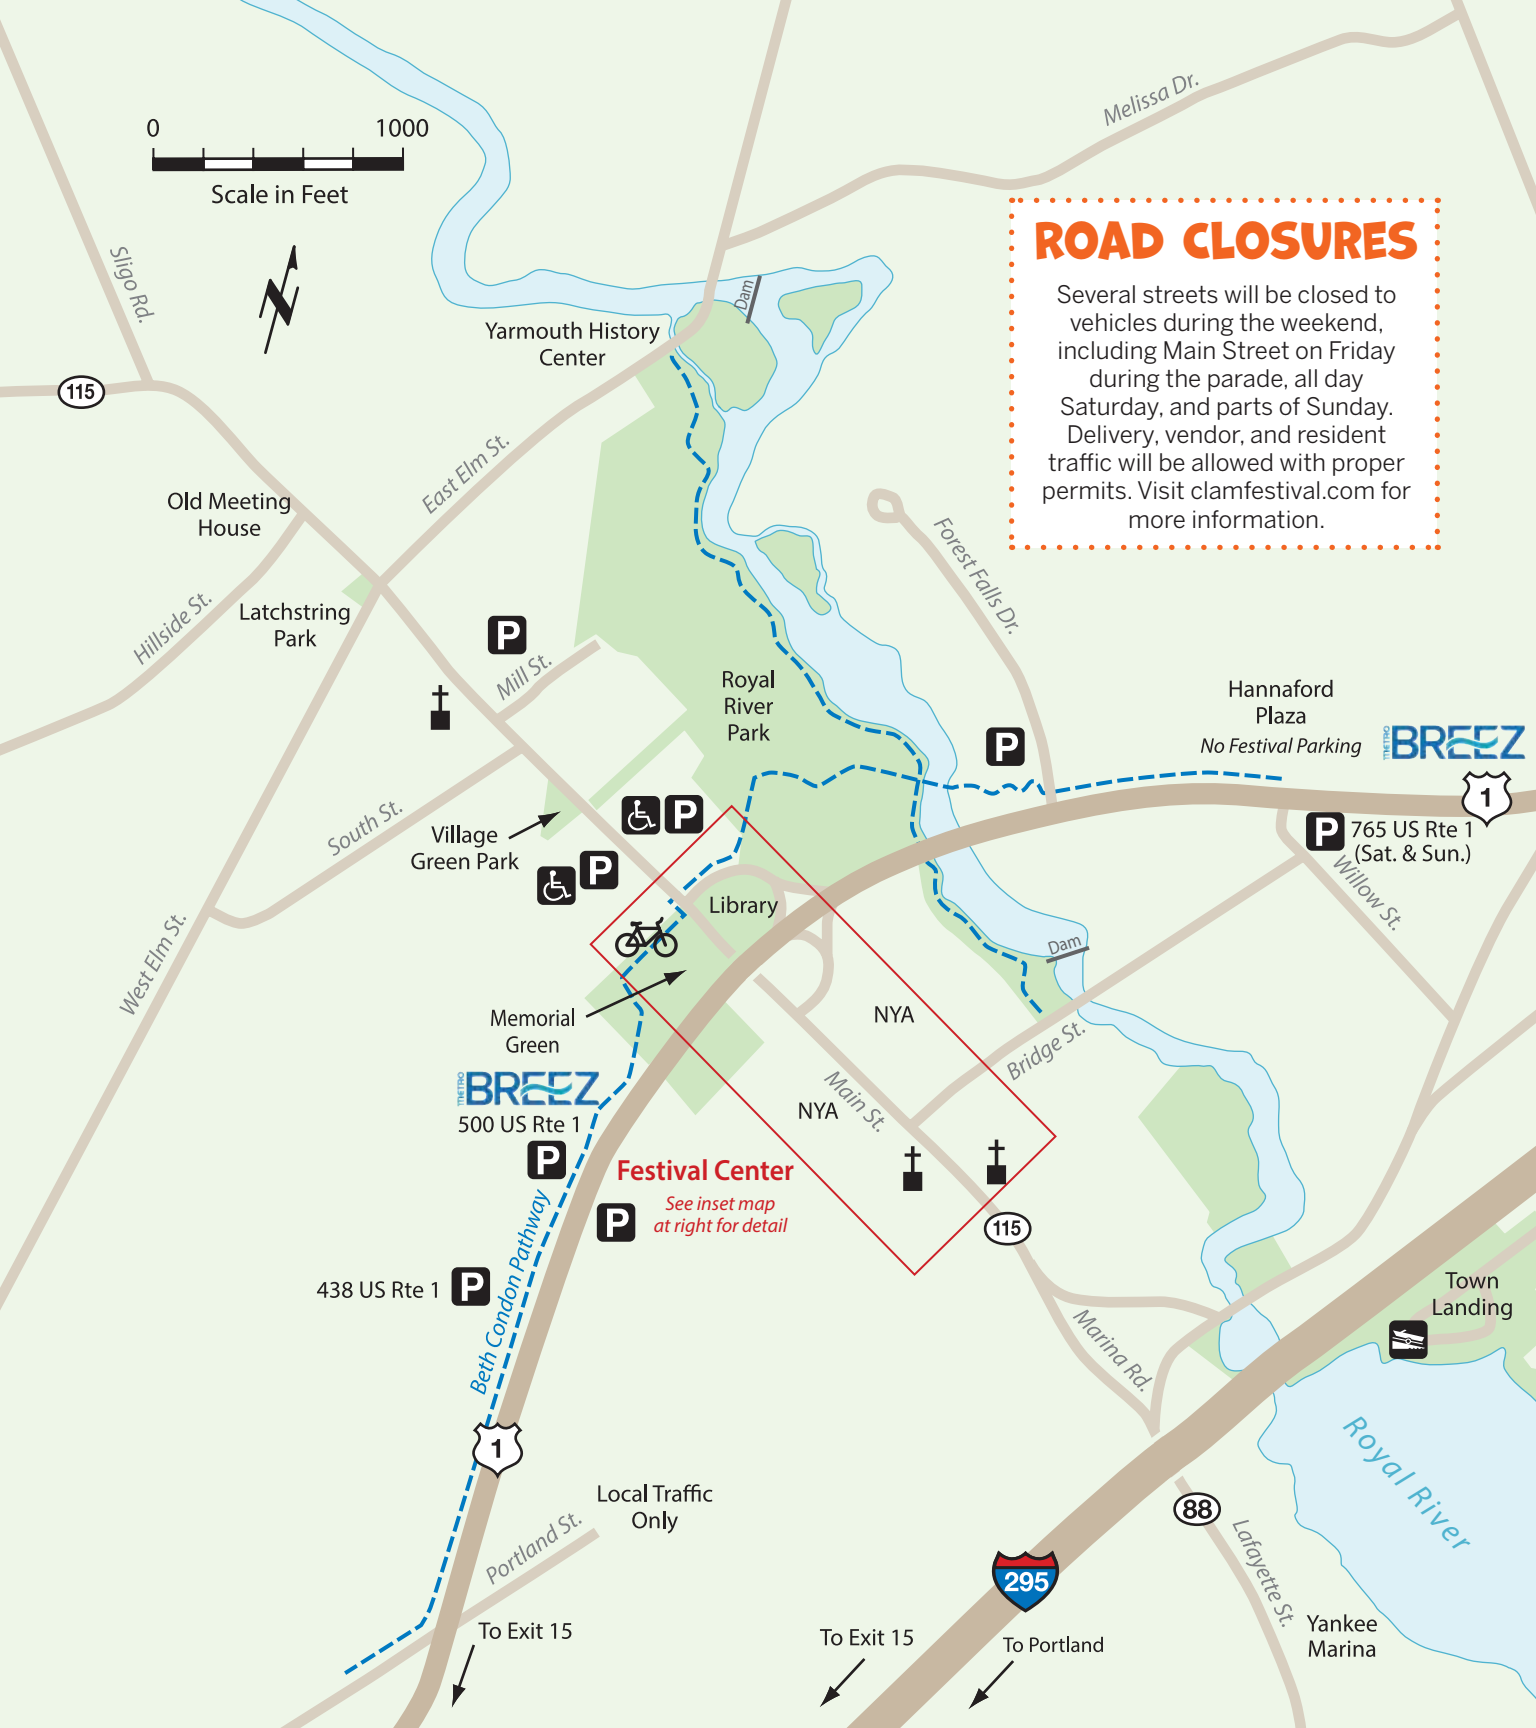 0 1000
Scale in Feet
Melissa Dr.
ROAD CLOSURES
Several streets will be closed to
vehicles during the weekend,
including Main Street on Friday
during the parade, all day
Saturday, and parts of Sunday.
Delivery, vendor, and resident
traffic will be allowed with proper
permits. Visit clamfestival.com for
more information.
Sligo Rd.
N
Dam
Yarmouth History
Center
115
East Elm St.
Old Meeting
House
Forest Falls Dr.
Hillside St.
Latchstring
Park
P
Mill St.
Royal
River
Park
Hannaford
Plaza
No Festival Parking
METRO
BREEZ
P
1
South St.
Village
Green Park
P
P
P
765 US Rte 1
(Sat. & Sun.)
Willow St.
Library
West Elm St.
Dam
Memorial
Green
NYA
Bridge St.
METRO
BREEZ
500 US Rte 1
P
Main St.
NYA
Festival Center
See inset map
at right for detail
P
115
438 US Rte 1
P
Beth Condon Pathway
Town
Landing
Marina Rd.
1
Royal River
Local Traffic
Only
Portland St.
88
Lafayette St.
295
Yankee
Marina
To Exit 15
To Exit 15
To Portland